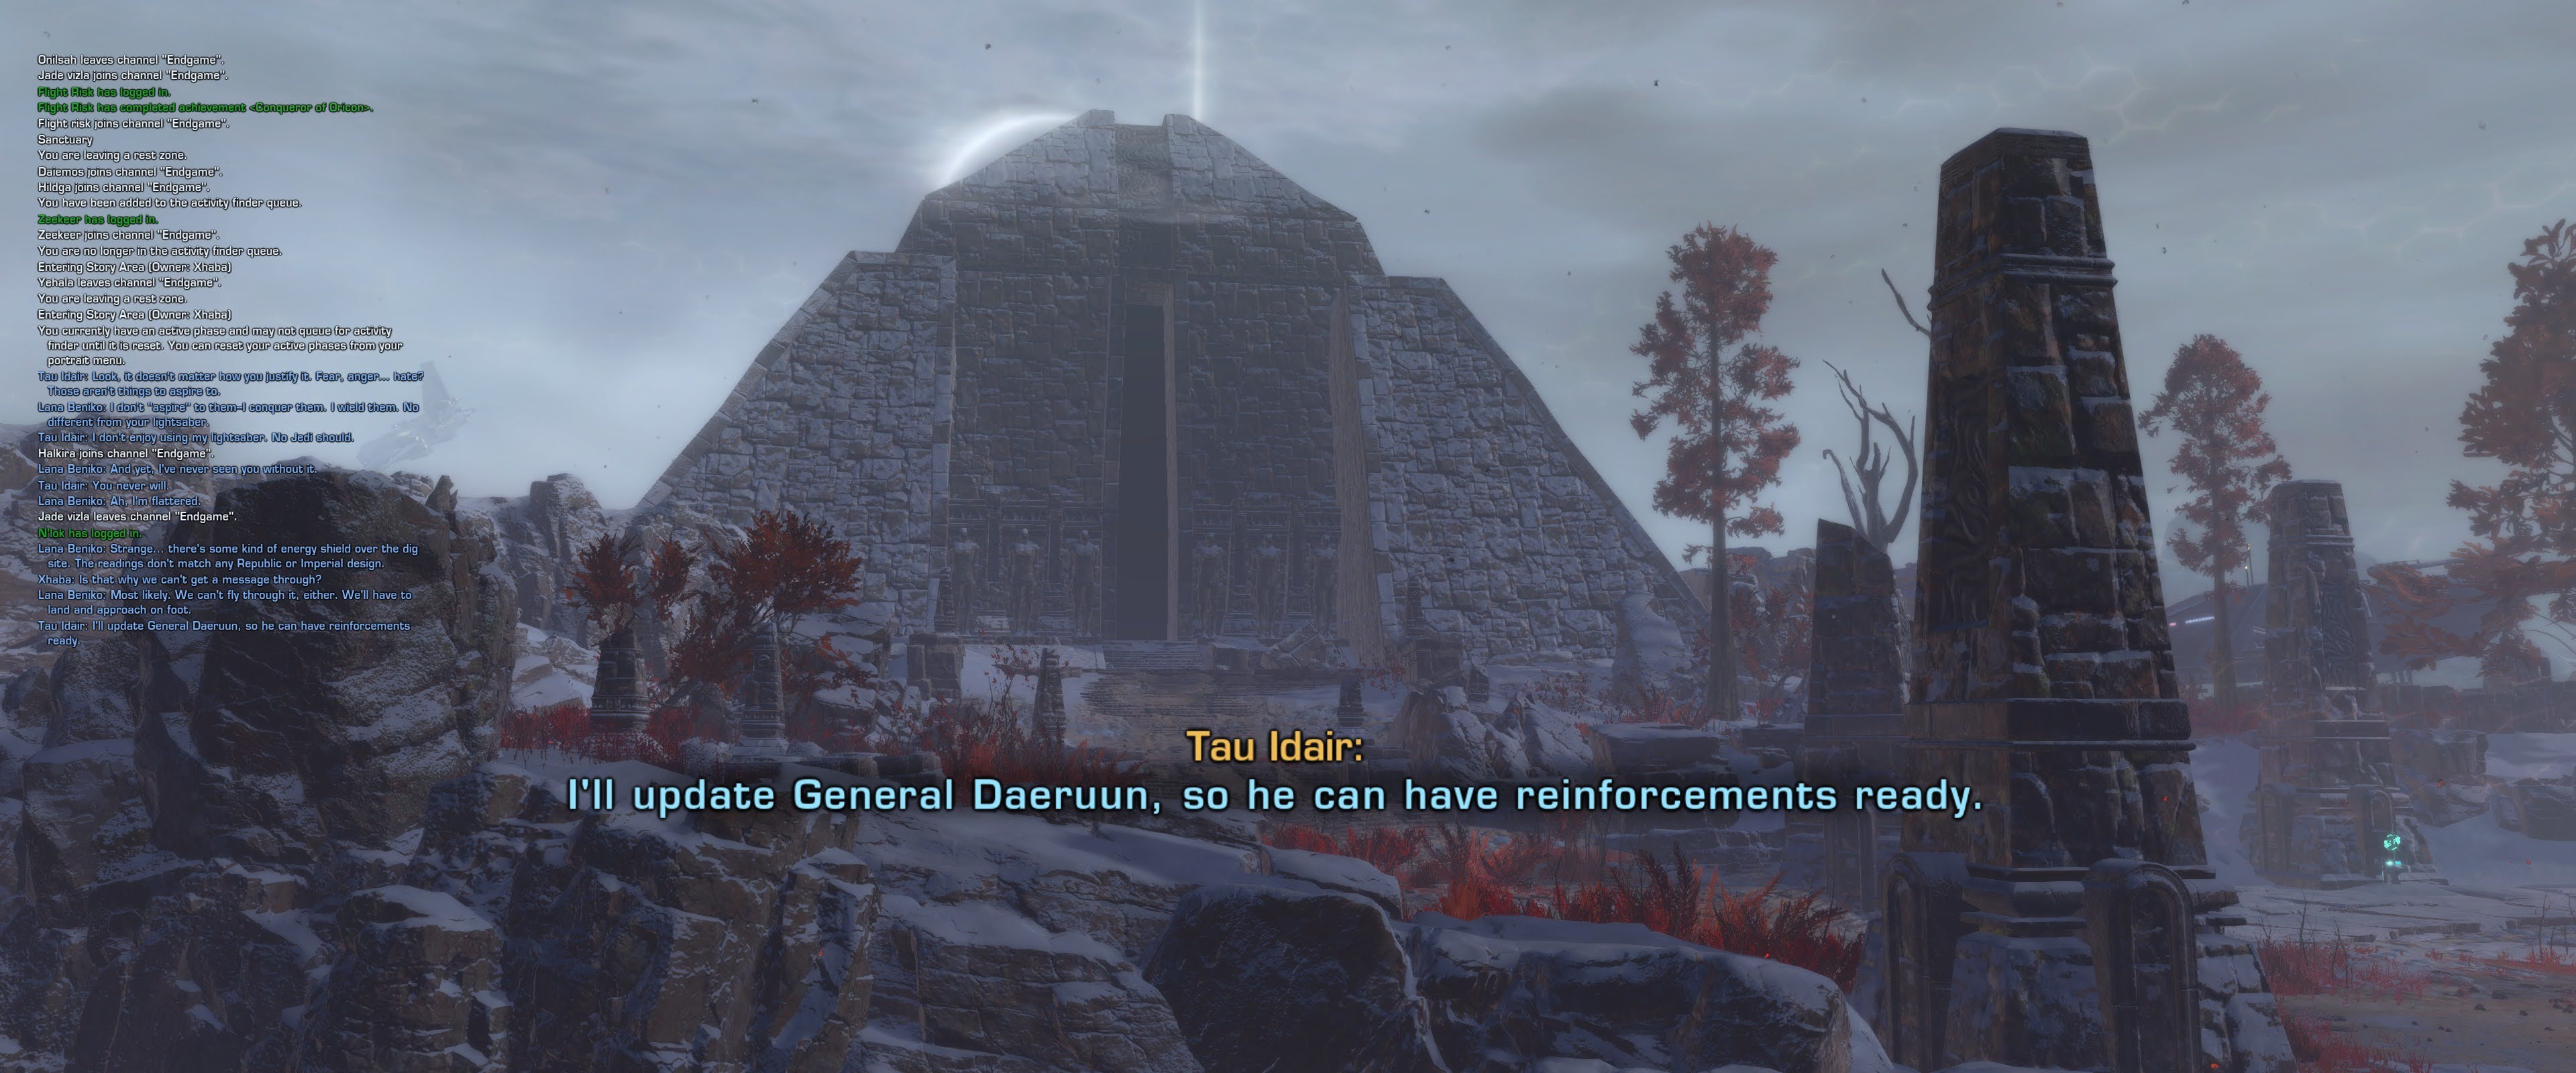 Onilsah leaves channel "Endgame".
Jade vizla joins channel "Endgame".
Flight Risk has logged in.
Flight Risk has completed achievement <Conqueror of Oricon>.
Flight risk joins channel "Endgame".
Sanctuary
You are leaving a rest zone.
Daiemos joins channel "Endgame".
Hildga joins channel "Endgame".
You have been added to the activity finder queue.
Zeekeer has logged in.
Zeekeer joins channel "Endgame".
You are no longer in the activity finder queue.
Entering Story Area (Owner: Xhaba)
Yehala leaves channel "Endgame".
You are leaving a rest zone.
Entering Story Area (Owner: Xhaba)
You currently have an active phase and may not queue for activity
finder until it is reset. You can reset your active phases from your
portrait menu.
Tau Idair: Look, it doesn't matter how you justify it. Fear, anger... hate?
Those aren't things to aspire to.
Lana Beniko: I don't "aspire" to them–I conquer them. I wield them. No
different from your lightsaber.
Tau Idair: I don't enjoy using my lightsaber. No Jedi should.
Halkira joins channel "Endgame".
Lana Beniko: And yet, I've never seen you without it.
Tau Idair: You never will.
Lana Beniko: Ah, I'm flattered.
Jade vizla leaves channel "Endgame".
N'lok has logged in.
Lana Beniko: Strange... there's some kind of energy shield over the dig
site. The readings don't match any Republic or Imperial design.
Xhaba: Is that why we can't get a message through?
Lana Beniko: Most likely. We can't fly through it, either. We'll have to
land and approach on foot.
Tau Idair: I'll update General Daeruun, so he can have reinforcements
ready.
Tau Idair:
I'll update General Daeruun, so he can have reinforcements ready.